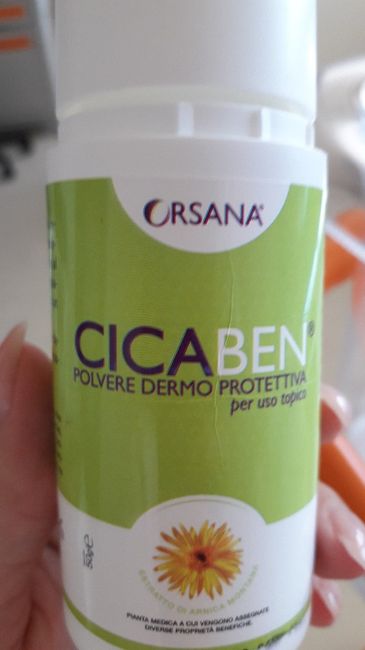 ORSANA®
CICABEN®
POLVERE DERMO PROTETTIVA
per uso topico
50g e
ESTRATTO DI ARNICA MONTANA
PIANTA MEDICA A CUI VENGONO ASSEGNATE
DIVERSE PROPRIETÀ BENEFICHE.